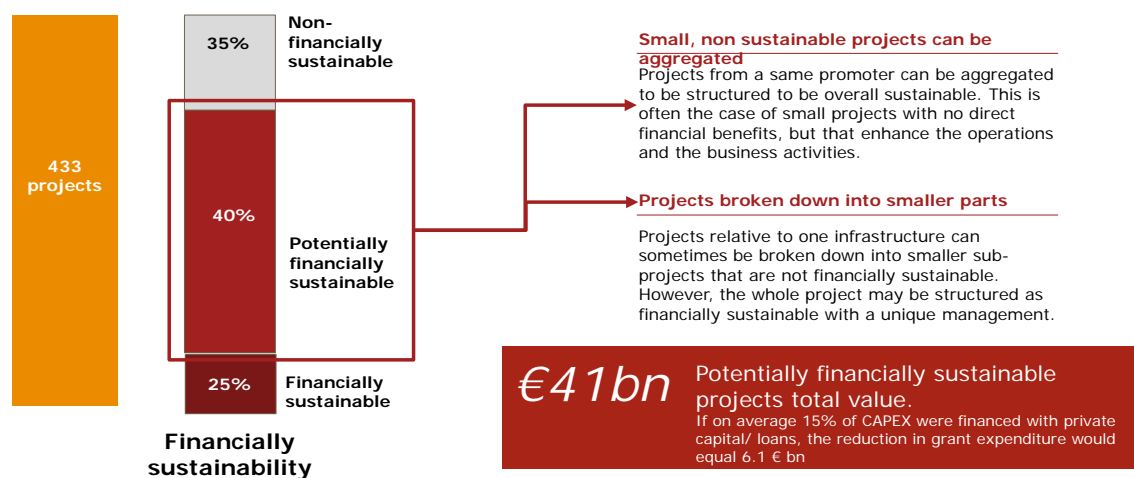 433
projects
35%
Non-
financially
sustainable
40%
Potentially
financially
sustainable
25%
Financially
sustainable
Financially
sustainability
Small, non sustainable projects can be
aggregated
Projects from a same promoter can be aggregated
to be structured to be overall sustainable. This is
often the case of small projects with no direct
financial benefits, but that enhance the operations
and the business activities.
Projects broken down into smaller parts
Projects relative to one infrastructure can
sometimes be broken down into smaller sub-
projects that are not financially sustainable.
However, the whole project may be structured as
financially sustainable with a unique management.
€41bn
Potentially financially sustainable
projects total value.
If on average 15% of CAPEX were financed with private
capital/ loans, the reduction in grant expenditure would
equal 6.1 € bn